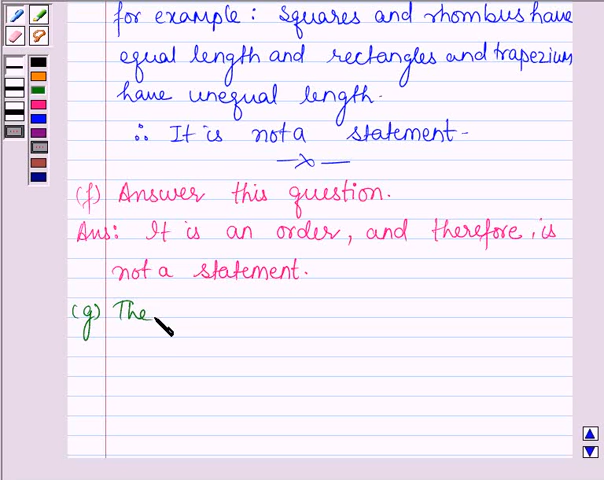 for example: Squares and rhombus have
equal length and rectangles and trapezium
have unequal length.
∴ It is not a statement-
—x—
(f) Answer this question.
Ans: It is an order, and therefore, is
not a statement.
(g) The